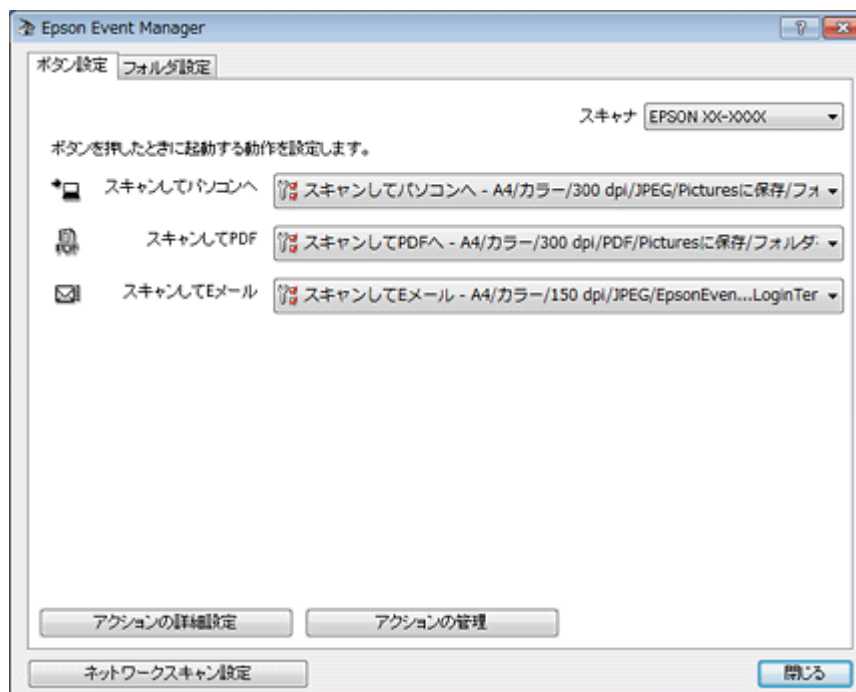 Epson Event Manager
ボタン設定 フォルダ設定
スキャナ EPSON XX-XXXX
ボタンを押したときに起動する動作を設定します。
スキャンしてパソコンへ スキャンしてパソコンへ - A4/カラー/300 dpi/JPEG/Picturesに保存/フォ
スキャンしてPDF スキャンしてPDFへ - A4/カラー/300 dpi/PDF/Picturesに保存/フォルダ
スキャンしてEメール スキャンしてEメール - A4/カラー/150 dpi/JPEG/EpsonEven...LoginTer
アクションの詳細設定 アクションの管理
ネットワークスキャン設定 閉じる